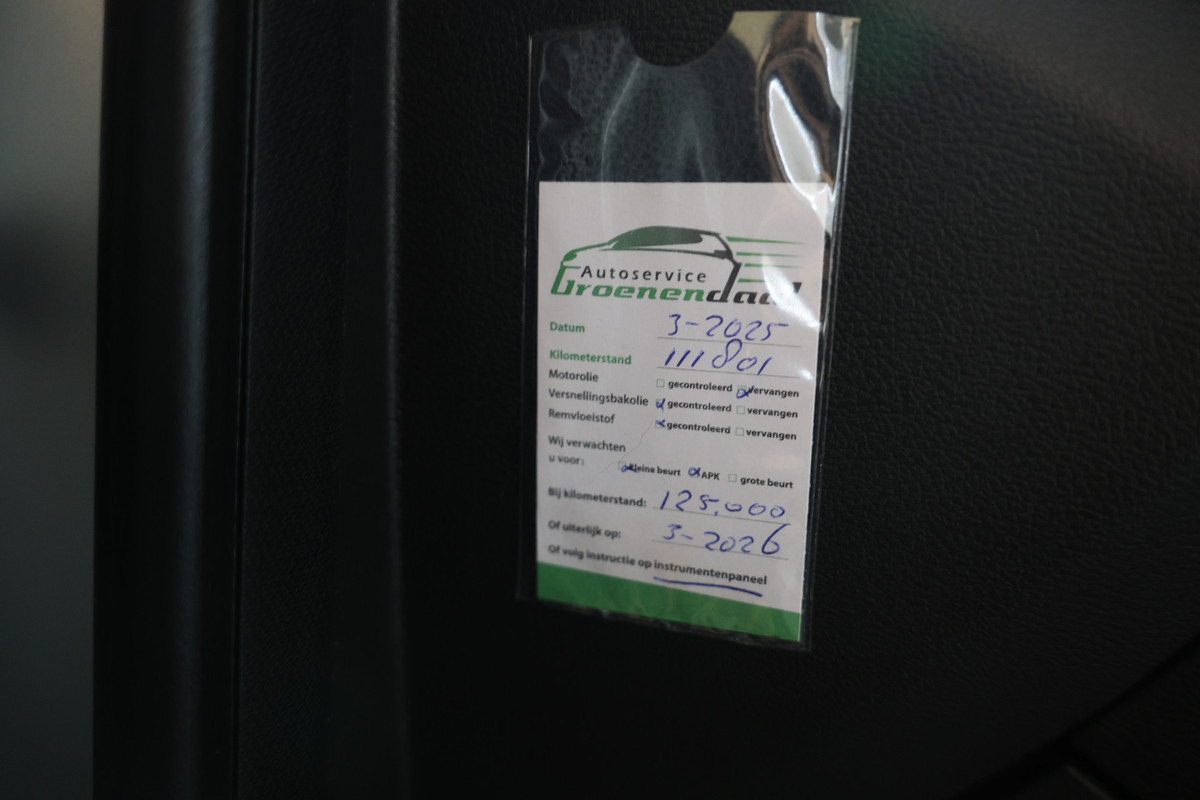 Autoservice
Groenendaal
Datum 3-2025
Kilometerstand 111801
Motorolie gecontroleerd vervangen
Versnellingsbakolie gecontroleerd vervangen
Remvloeistof gecontroleerd vervangen
Wij verwachten
u voor: kleine beurt APK grote beurt
Bij kilometerstand: 125.000
Of uiterlijk op: 3-2026
Of volg instructie op instrumentenpaneel